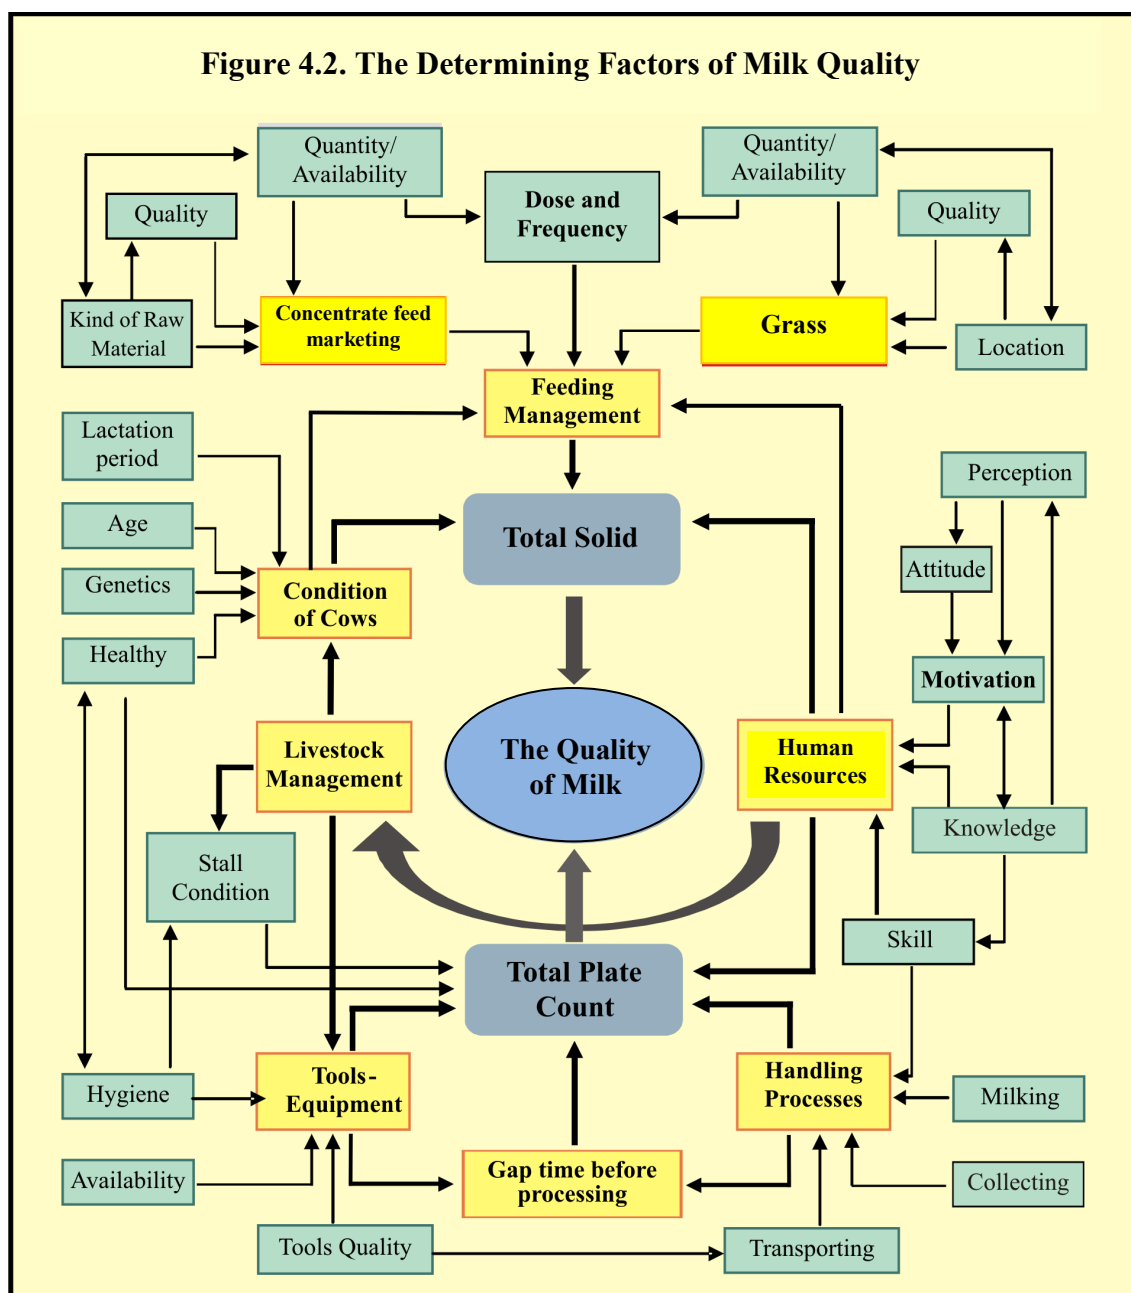 Figure 4.2. The Determining Factors of Milk Quality
Quantity/
Availability
Quantity/
Availability
Dose and
Frequency
Quality
Quality
Kind of Raw
Material
Concentrate feed
marketing
Grass
Location
Feeding
Management
Lactation
period
Perception
Age
Total Solid
Attitude
Genetics
Condition
of Cows
Healthy
Motivation
Livestock
Management
The Quality
of Milk
Human
Resources
Knowledge
Stall
Condition
Skill
Total Plate
Count
Hygiene
Tools-
Equipment
Handling
Processes
Milking
Availability
Gap time before
processing
Collecting
Tools Quality
Transporting